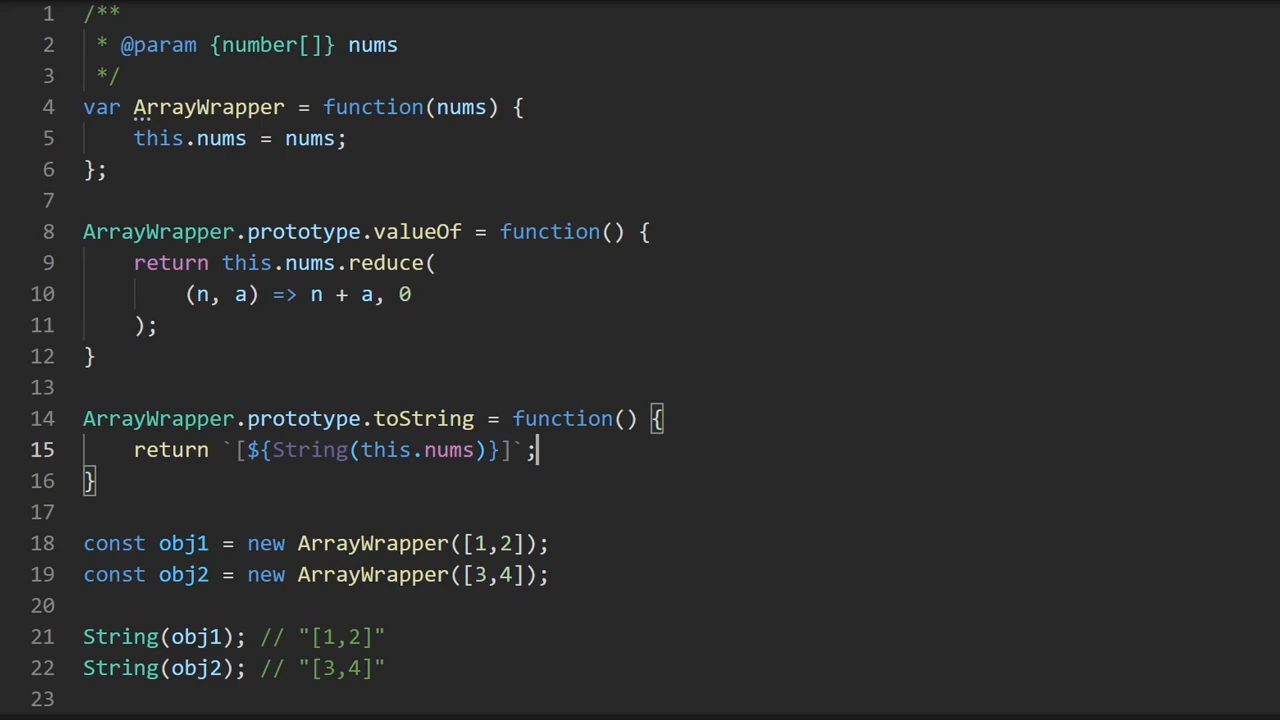 1 /**
2 * @param {number[]} nums
3 */
4 var ArrayWrapper = function(nums) {
5 this.nums = nums;
6 };
7
8 ArrayWrapper.prototype.valueOf = function() {
9 return this.nums.reduce(
10 (n, a) => n + a, 0
11 );
12 }
13
14 ArrayWrapper.prototype.toString = function() {
15 return `[${String(this.nums)}]`;
16 }
17
18 const obj1 = new ArrayWrapper([1,2]);
19 const obj2 = new ArrayWrapper([3,4]);
20
21 String(obj1); // "[1,2]"
22 String(obj2); // "[3,4]"
23